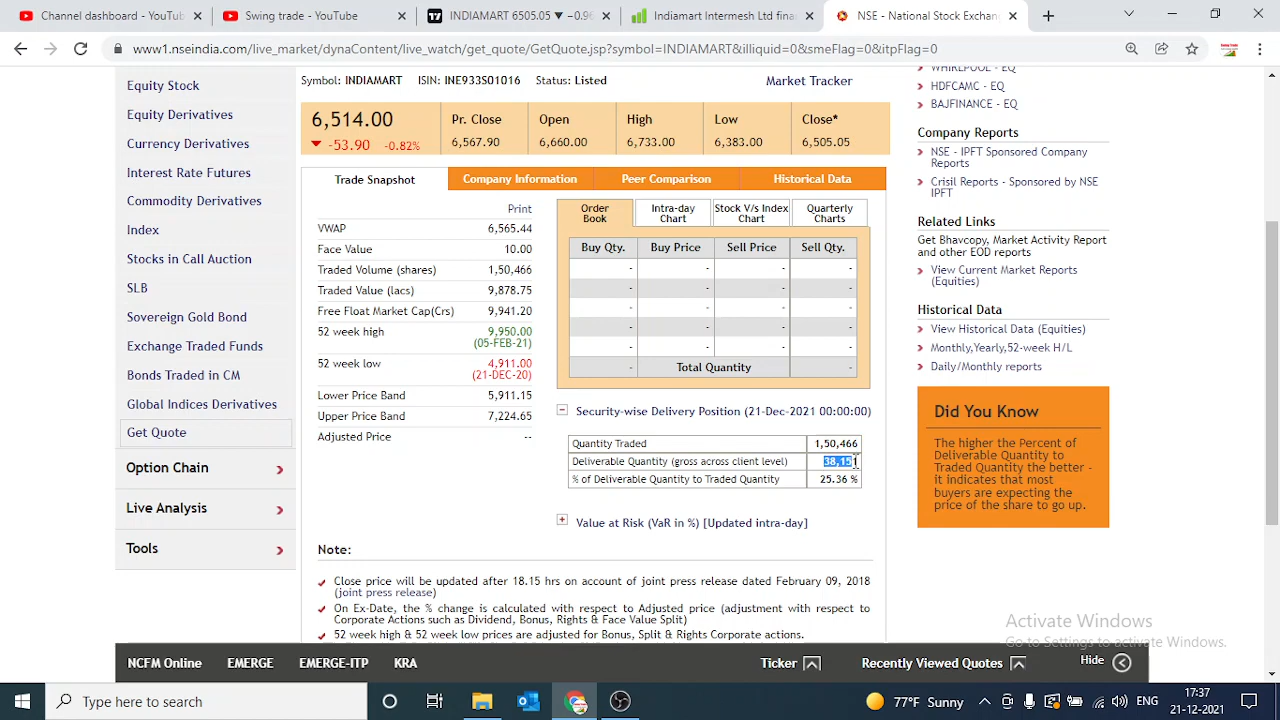 Channel dashboard - YouTub
Swing trade - YouTube
INDIAMART 6505.05 ▼ −0.96
Indiamart Intermesh Ltd finan
NSE - National Stock Exchan
www1.nseindia.com/live_market/dynaContent/live_watch/get_quote/GetQuote.jsp?symbol=INDIAMART&illiquid=0&smeFlag=0&itpFlag=0
Equity Stock
Equity Derivatives
Currency Derivatives
Interest Rate Futures
Commodity Derivatives
Index
Stocks in Call Auction
SLB
Sovereign Gold Bond
Exchange Traded Funds
Bonds Traded in CM
Global Indices Derivatives
Get Quote
Option Chain
Live Analysis
Tools
Symbol: INDIAMART ISIN: INE933S01016 Status: Listed
Market Tracker
6,514.00 Pr. Close Open High Low Close*
-53.90 -0.82% 6,567.90 6,660.00 6,733.00 6,383.00 6,505.05
Trade Snapshot Company Information Peer Comparison Historical Data
Print
VWAP 6,565.44
Face Value 10.00
Traded Volume (shares) 1,50,466
Traded Value (lacs) 9,878.75
Free Float Market Cap(Crs) 9,941.20
52 week high 9,950.00
(05-FEB-21)
52 week low 4,911.00
(21-DEC-20)
Lower Price Band 5,911.15
Upper Price Band 7,224.65
Adjusted Price --
Order Book
Intra-day Chart
Stock V/s Index Chart
Quarterly Charts
Buy Qty. Buy Price Sell Price Sell Qty.
- - - -
- - - -
- - - -
- - - -
- - - -
- Total Quantity -
Security-wise Delivery Position (21-Dec-2021 00:00:00)
Quantity Traded 1,50,466
Deliverable Quantity (gross across client level) 38,151
% of Deliverable Quantity to Traded Quantity 25.36 %
Value at Risk (VaR in %) [Updated intra-day]
Note:
Close price will be updated after 18.15 hrs on account of joint press release dated February 09, 2018
(joint press release)
On Ex-Date, the % change is calculated with respect to Adjusted price (adjustment with respect to
Corporate Actions such as Dividend, Bonus, Rights & Face Value Split)
52 week high & 52 week low prices are adjusted for Bonus, Split & Rights Corporate actions.
WHIRLPOOL - EQ
HDFCAMC - EQ
BAJFINANCE - EQ
Company Reports
NSE - IPFT Sponsored Company
Reports
Crisil Reports - Sponsored by NSE
IPFT
Related Links
Get Bhavcopy, Market Activity Report
and other EOD reports
View Current Market Reports
(Equities)
Historical Data
View Historical Data (Equities)
Monthly,Yearly,52-week H/L
Daily/Monthly reports
Did You Know
The higher the Percent of
Deliverable Quantity to
Traded Quantity the better -
it indicates that most
buyers are expecting the
price of the share to go up.
Activate Windows
Go to Settings to activate Windows.
NCFM Online EMERGE EMERGE-ITP KRA Ticker Recently Viewed Quotes Hide
Type here to search
77°F Sunny
ENG
17:37
21-12-2021